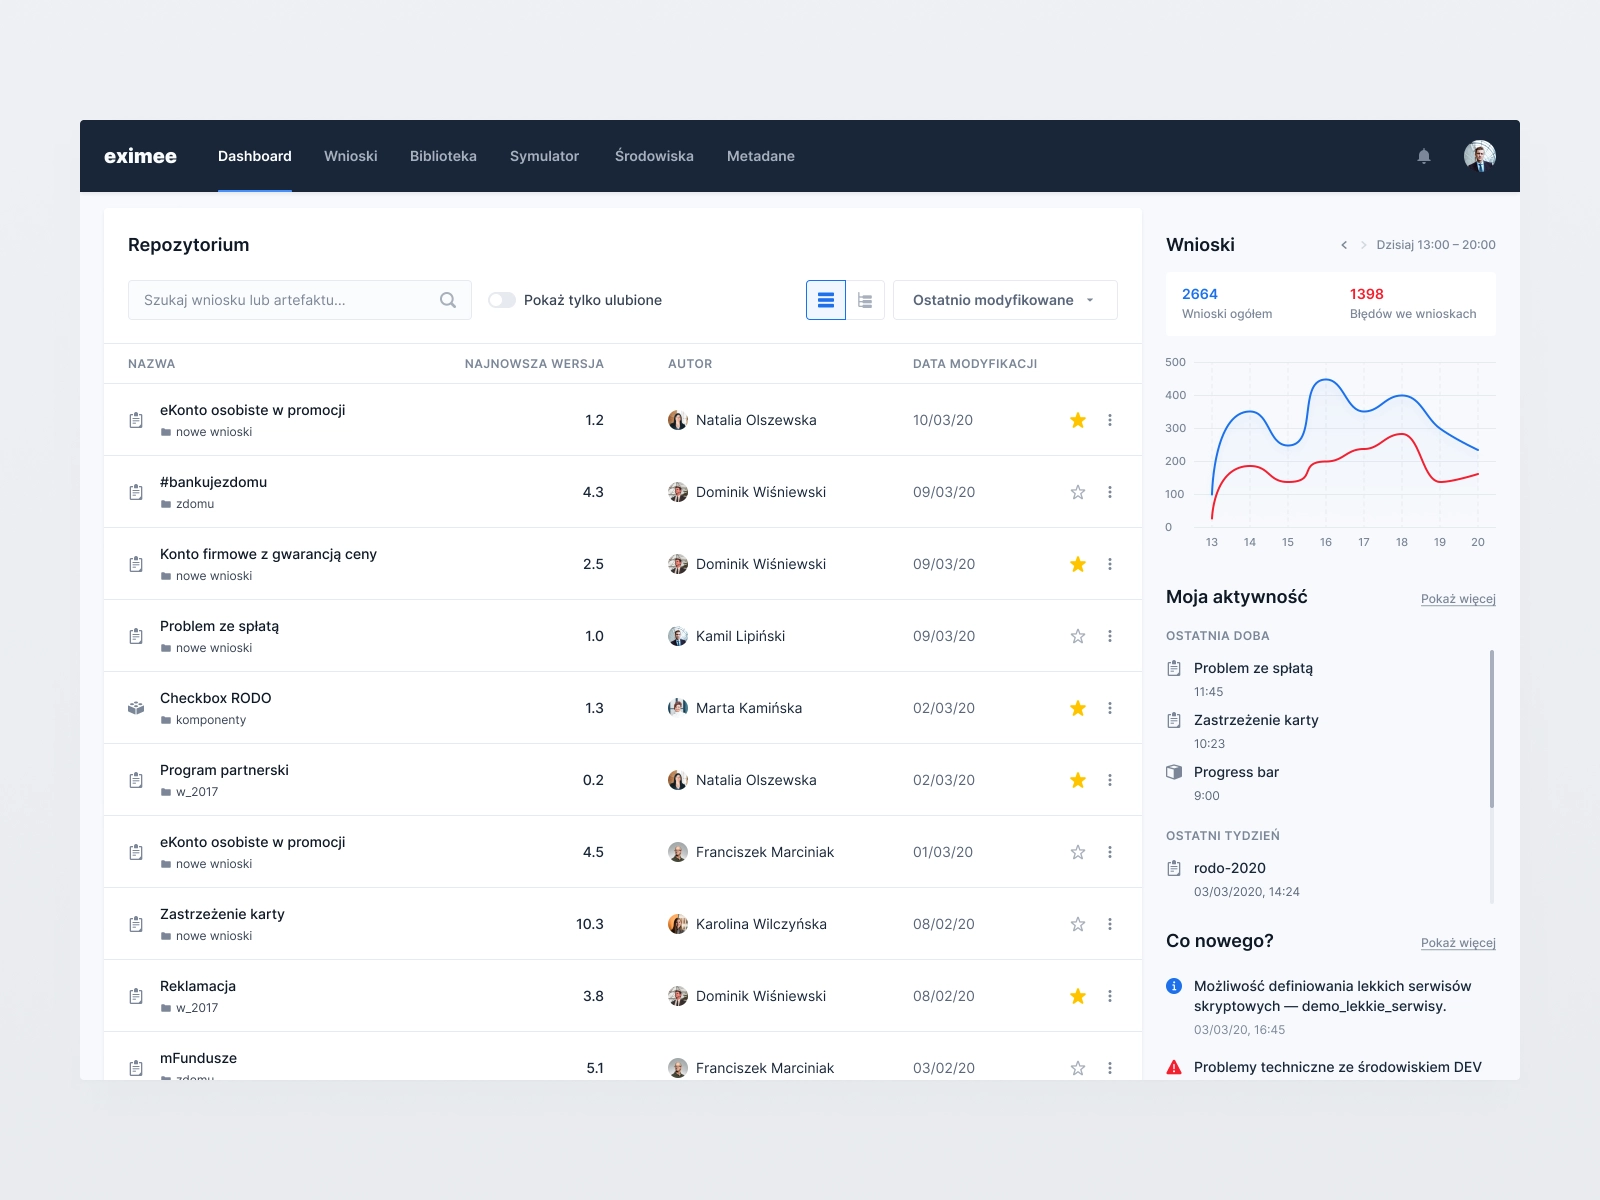 eximee
Dashboard
Wnioski
Biblioteka
Symulator
Środowiska
Metadane
Repozytorium
Szukaj wniosku lub artefaktu...
Pokaż tylko ulubione
Ostatnio modyfikowane
NAZWA
NAJNOWSZA WERSJA
AUTOR
DATA MODYFIKACJI
eKonto osobiste w promocji
nowe wnioski
1.2
Natalia Olszewska
10/03/20
#bankujezdomu
zdomu
4.3
Dominik Wiśniewski
09/03/20
Konto firmowe z gwarancją ceny
nowe wnioski
2.5
Dominik Wiśniewski
09/03/20
Problem ze spłatą
nowe wnioski
1.0
Kamil Lipiński
09/03/20
Checkbox RODO
komponenty
1.3
Marta Kamińska
02/03/20
Program partnerski
w_2017
0.2
Natalia Olszewska
02/03/20
eKonto osobiste w promocji
nowe wnioski
4.5
Franciszek Marciniak
01/03/20
Zastrzeżenie karty
nowe wnioski
10.3
Karolina Wilczyńska
08/02/20
Reklamacja
w_2017
3.8
Dominik Wiśniewski
08/02/20
mFundusze
zdomu
5.1
Franciszek Marciniak
03/02/20
Wnioski
Dzisiaj 13:00 – 20:00
2664
Wnioski ogółem
1398
Błędów we wnioskach
500
400
300
200
100
0
13 14 15 16 17 18 19 20
Moja aktywność
Pokaż więcej
OSTATNIA DOBA
Problem ze spłatą
11:45
Zastrzeżenie karty
10:23
Progress bar
9:00
OSTATNI TYDZIEŃ
rodo-2020
03/03/2020, 14:24
Co nowego?
Pokaż więcej
Możliwość definiowania lekkich serwisów
skryptowych — demo_lekkie_serwisy.
03/03/20, 16:45
Problemy techniczne ze środowiskiem DEV